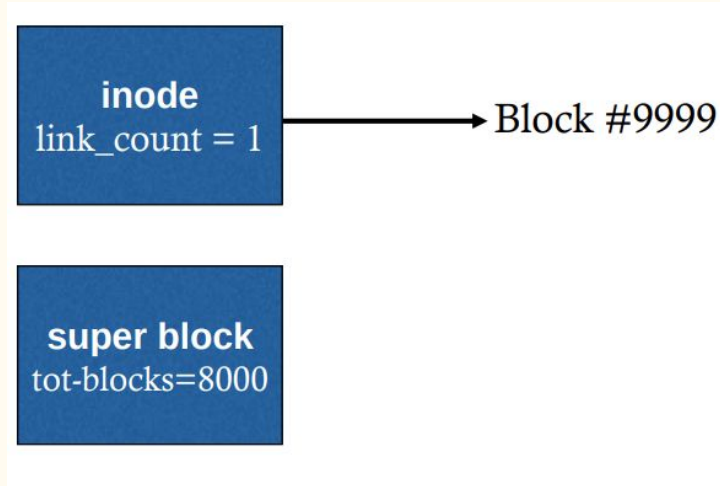 inode
link_count = 1
Block #9999
super block
tot-blocks=8000